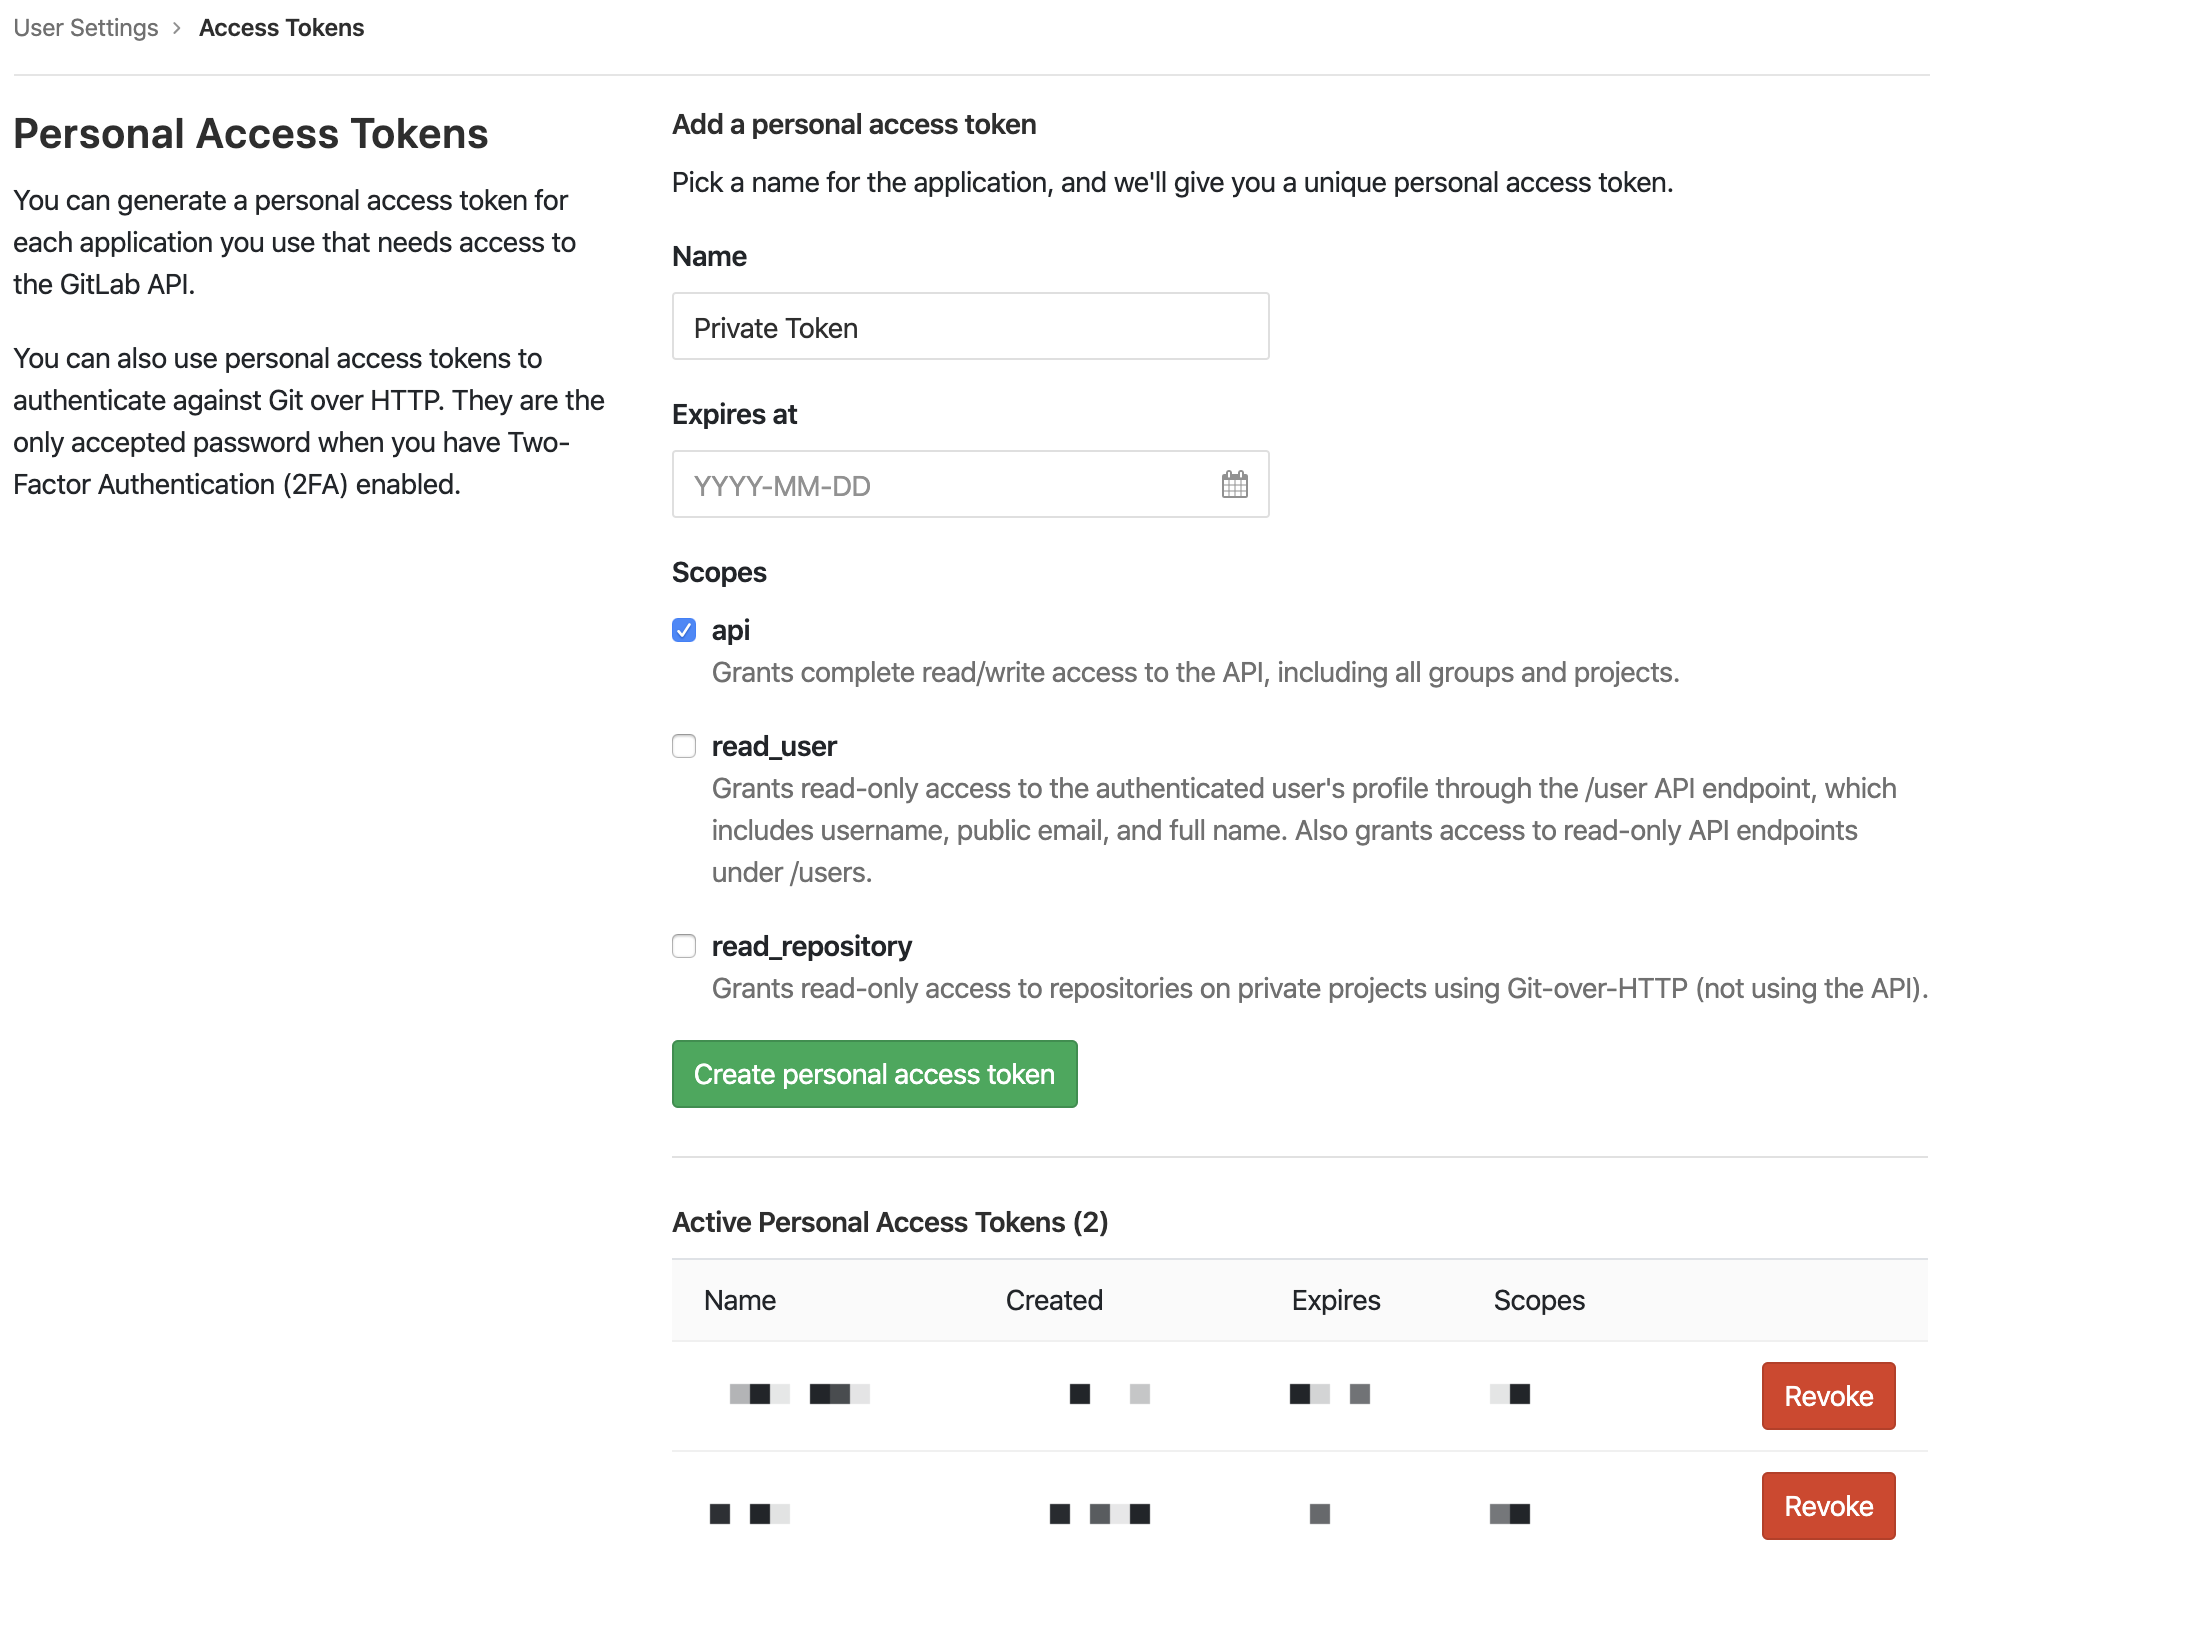 User Settings > Access Tokens
Personal Access Tokens
You can generate a personal access token for
each application you use that needs access to
the GitLab API.
You can also use personal access tokens to
authenticate against Git over HTTP. They are the
only accepted password when you have Two-
Factor Authentication (2FA) enabled.
Add a personal access token
Pick a name for the application, and we'll give you a unique personal access token.
Name
Private Token
Expires at
YYYY-MM-DD
Scopes
api
Grants complete read/write access to the API, including all groups and projects.
read_user
Grants read-only access to the authenticated user's profile through the /user API endpoint, which
includes username, public email, and full name. Also grants access to read-only API endpoints
under /users.
read_repository
Grants read-only access to repositories on private projects using Git-over-HTTP (not using the API).
Create personal access token
Active Personal Access Tokens (2)
Name Created Expires Scopes
Revoke
Revoke